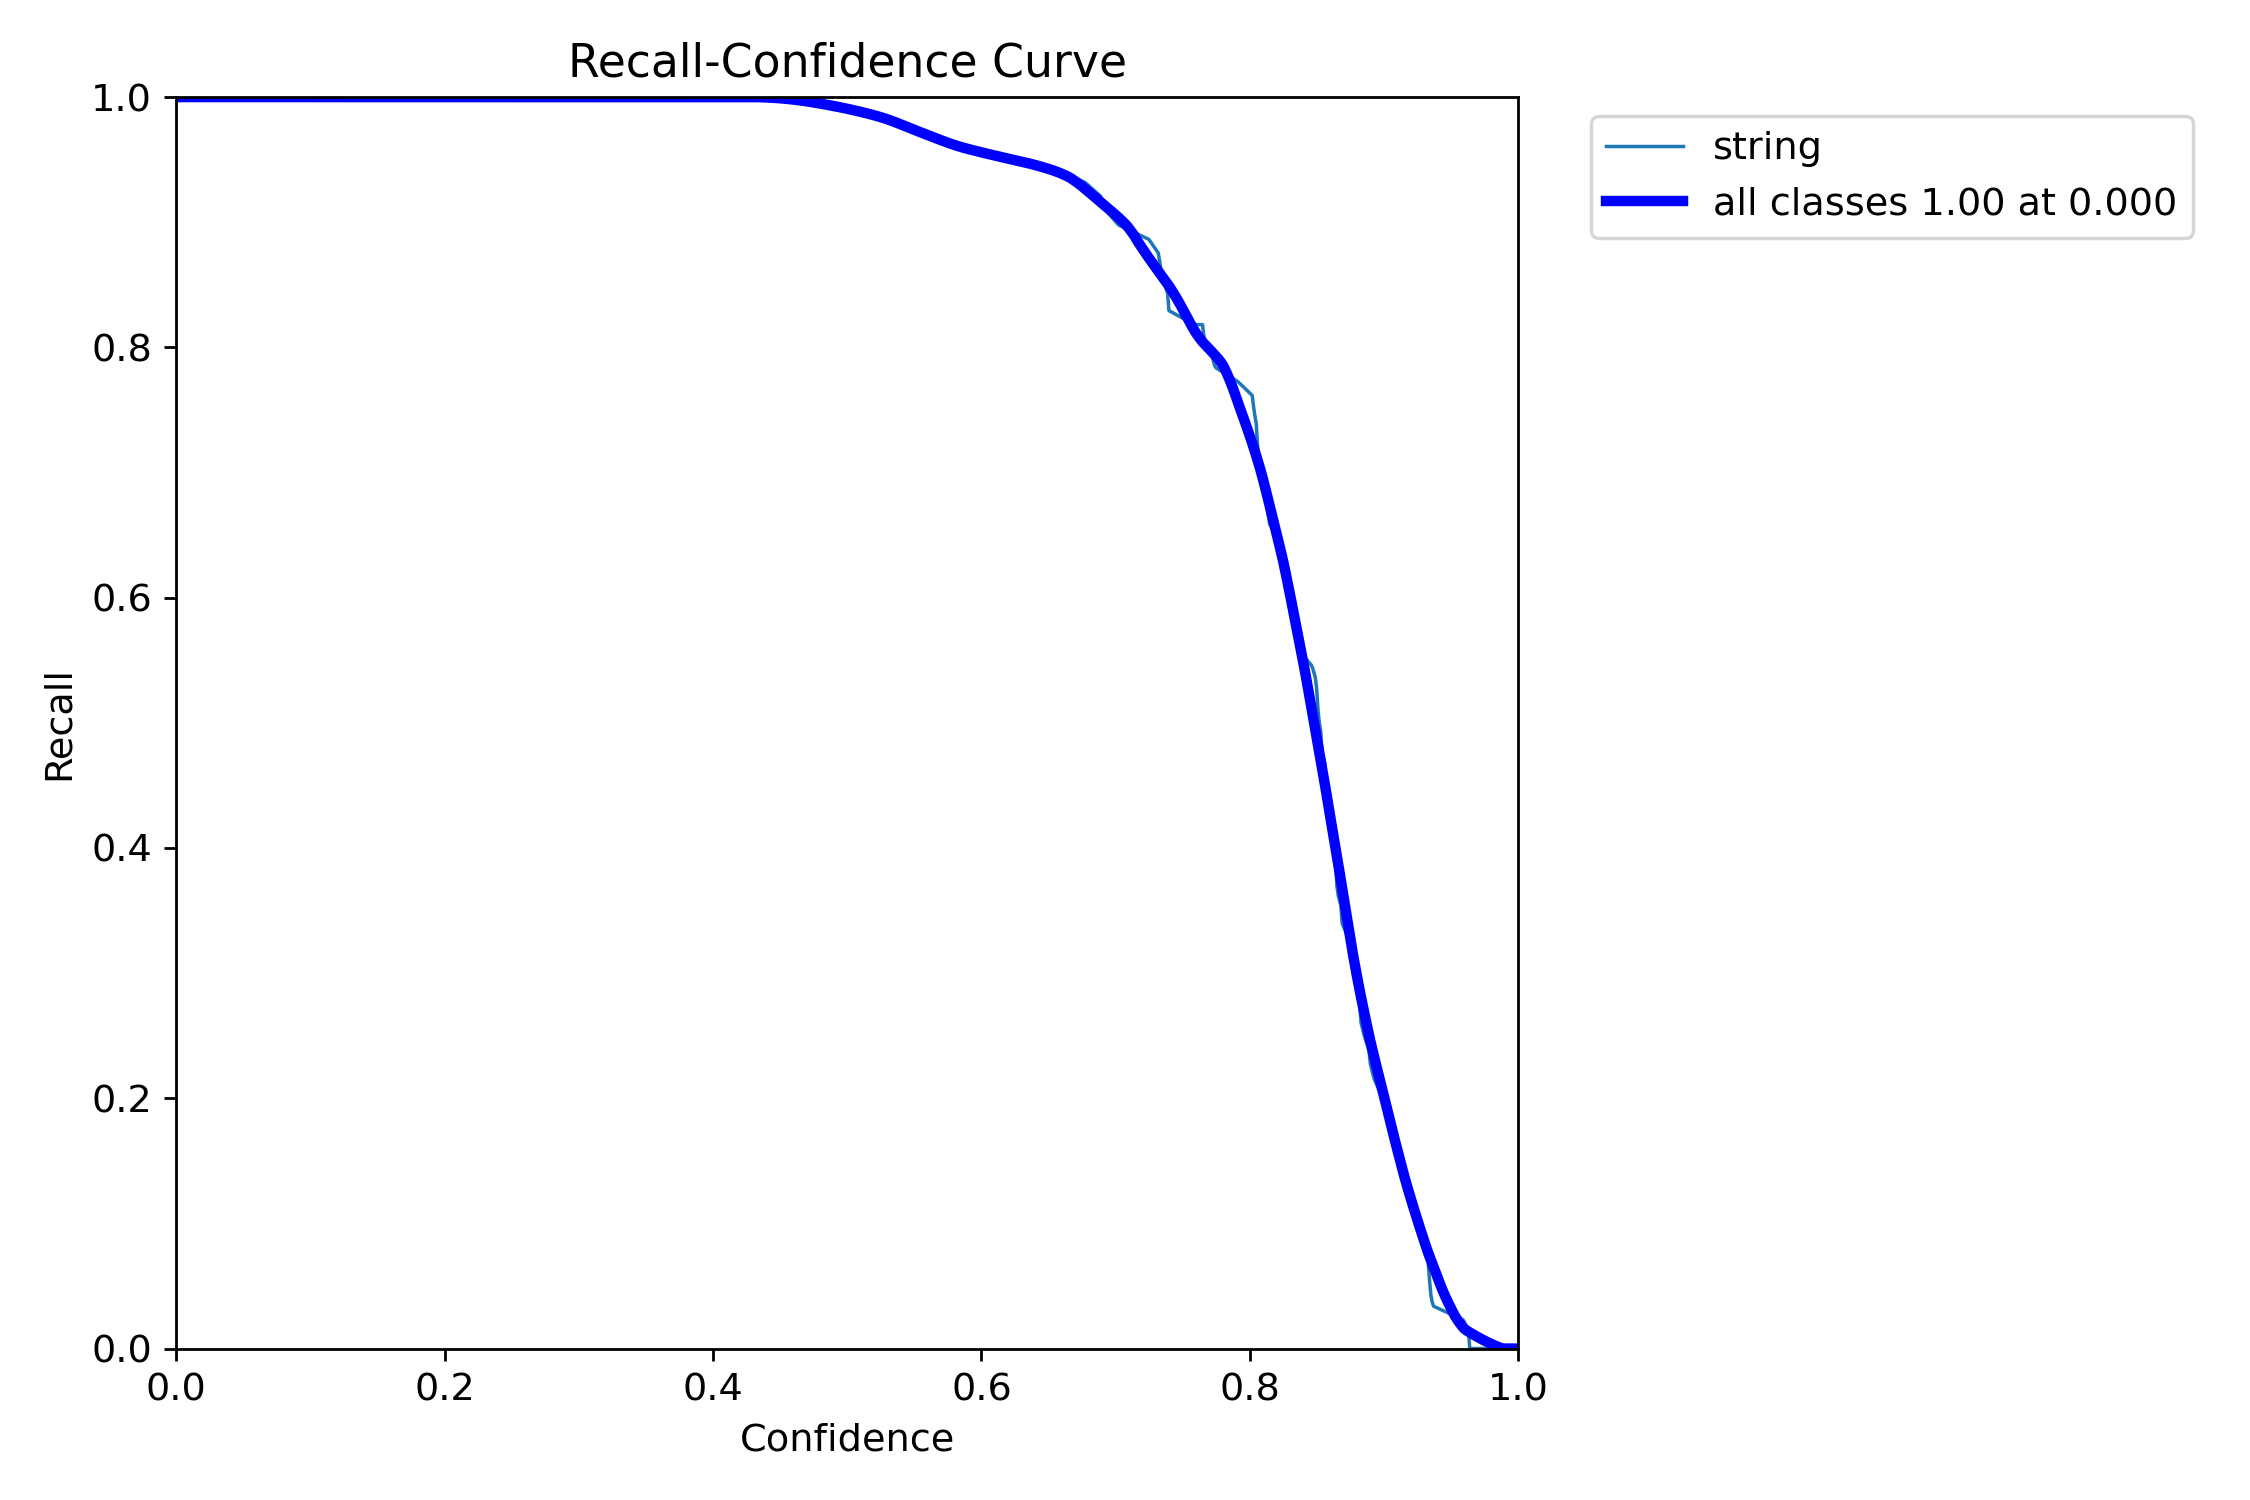 Recall-Confidence Curve
string
all classes 1.00 at 0.000
1.0
0.8
0.6
0.4
0.2
0.0
Recall
0.0 0.2 0.4 0.6 0.8 1.0
Confidence